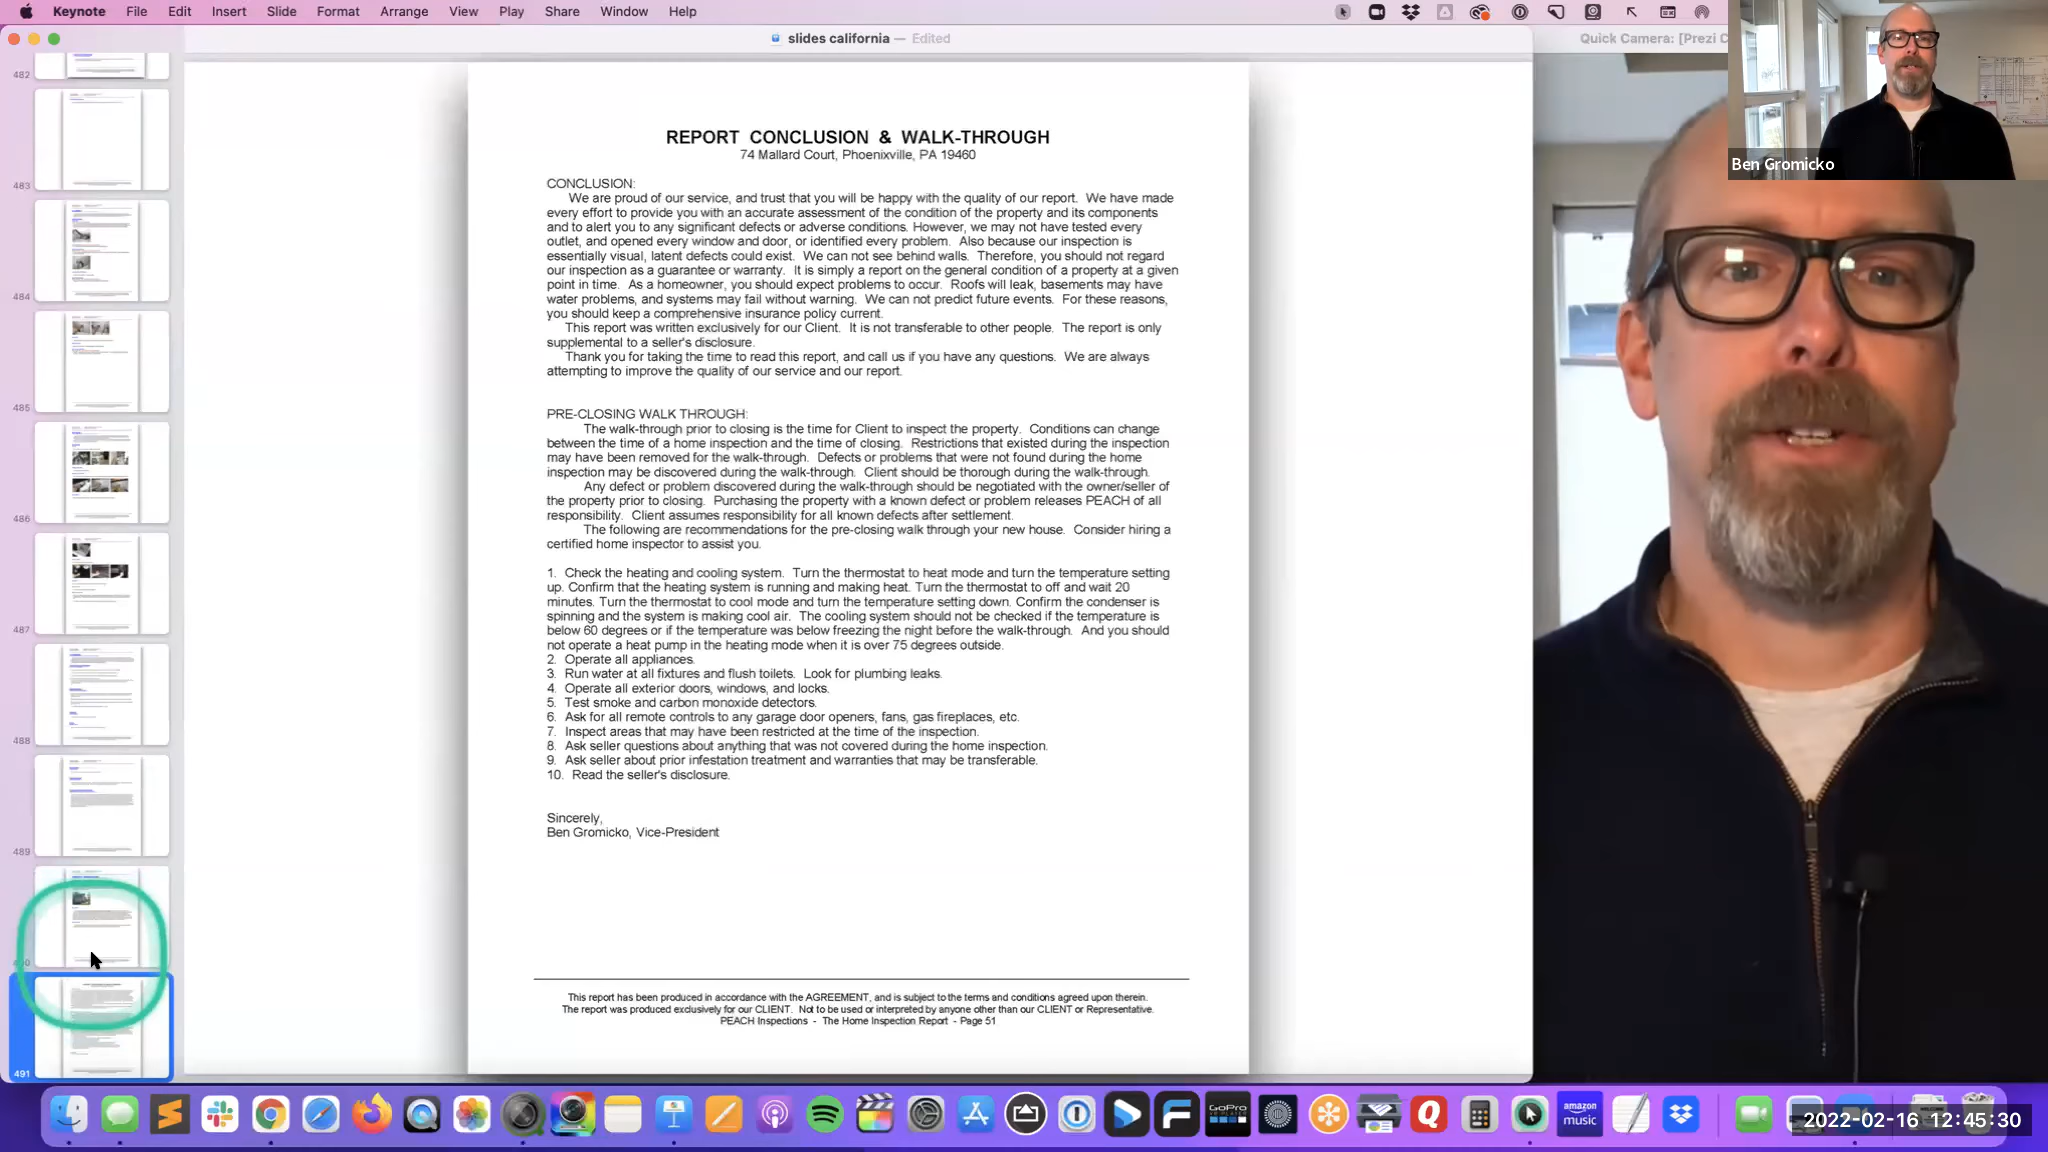 Keynote File Edit Insert Slide Format Arrange View Play Share Window Help
slides california — Edited
Quick Camera: [Prezi C
Ben Gromicko
482
483
484
485
486
487
488
489
491
REPORT CONCLUSION & WALK-THROUGH
74 Mallard Court, Phoenixville, PA 19460
CONCLUSION:
We are proud of our service, and trust that you will be happy with the quality of our report. We have made
every effort to provide you with an accurate assessment of the condition of the property and its components
and to alert you to any significant defects or adverse conditions. However, we may not have tested every
outlet, and opened every window and door, or identified every problem. Also because our inspection is
essentially visual, latent defects could exist. We can not see behind walls. Therefore, you should not regard
our inspection as a guarantee or warranty. It is simply a report on the general condition of a property at a given
point in time. As a homeowner, you should expect problems to occur. Roofs will leak, basements may have
water problems, and systems may fail without warning. We can not predict future events. For these reasons,
you should keep a comprehensive insurance policy current.
This report was written exclusively for our Client. It is not transferable to other people. The report is only
supplemental to a seller's disclosure.
Thank you for taking the time to read this report, and call us if you have any questions. We are always
attempting to improve the quality of our service and our report.
PRE-CLOSING WALK THROUGH:
The walk-through prior to closing is the time for Client to inspect the property. Conditions can change
between the time of a home inspection and the time of closing. Restrictions that existed during the inspection
may have been removed for the walk-through. Defects or problems that were not found during the home
inspection may be discovered during the walk-through. Client should be thorough during the walk-through.
Any defect or problem discovered during the walk-through should be negotiated with the owner/seller of
the property prior to closing. Purchasing the property with a known defect or problem releases PEACH of all
responsibility. Client assumes responsibility for all known defects after settlement.
The following are recommendations for the pre-closing walk through your new house. Consider hiring a
certified home inspector to assist you.
1. Check the heating and cooling system. Turn the thermostat to heat mode and turn the temperature setting
up. Confirm that the heating system is running and making heat. Turn the thermostat to off and wait 20
minutes. Turn the thermostat to cool mode and turn the temperature setting down. Confirm the condenser is
spinning and the system is making cool air. The cooling system should not be checked if the temperature is
below 60 degrees or if the temperature was below freezing the night before the walk-through. And you should
not operate a heat pump in the heating mode when it is over 75 degrees outside.
2. Operate all appliances.
3. Run water at all fixtures and flush toilets. Look for plumbing leaks.
4. Operate all exterior doors, windows, and locks.
5. Test smoke and carbon monoxide detectors.
6. Ask for all remote controls to any garage door openers, fans, gas fireplaces, etc.
7. Inspect areas that may have been restricted at the time of the inspection.
8. Ask seller questions about anything that was not covered during the home inspection.
9. Ask seller about prior infestation treatment and warranties that may be transferable.
10. Read the seller's disclosure.
Sincerely,
Ben Gromicko, Vice-President
This report has been produced in accordance with the AGREEMENT, and is subject to the terms and conditions agreed upon therein.
The report was produced exclusively for our CLIENT. Not to be used or interpreted by anyone other than our CLIENT or Representative.
PEACH Inspections - The Home Inspection Report - Page 51
GoPro
amazon
music
2022-02-16 12:45:30